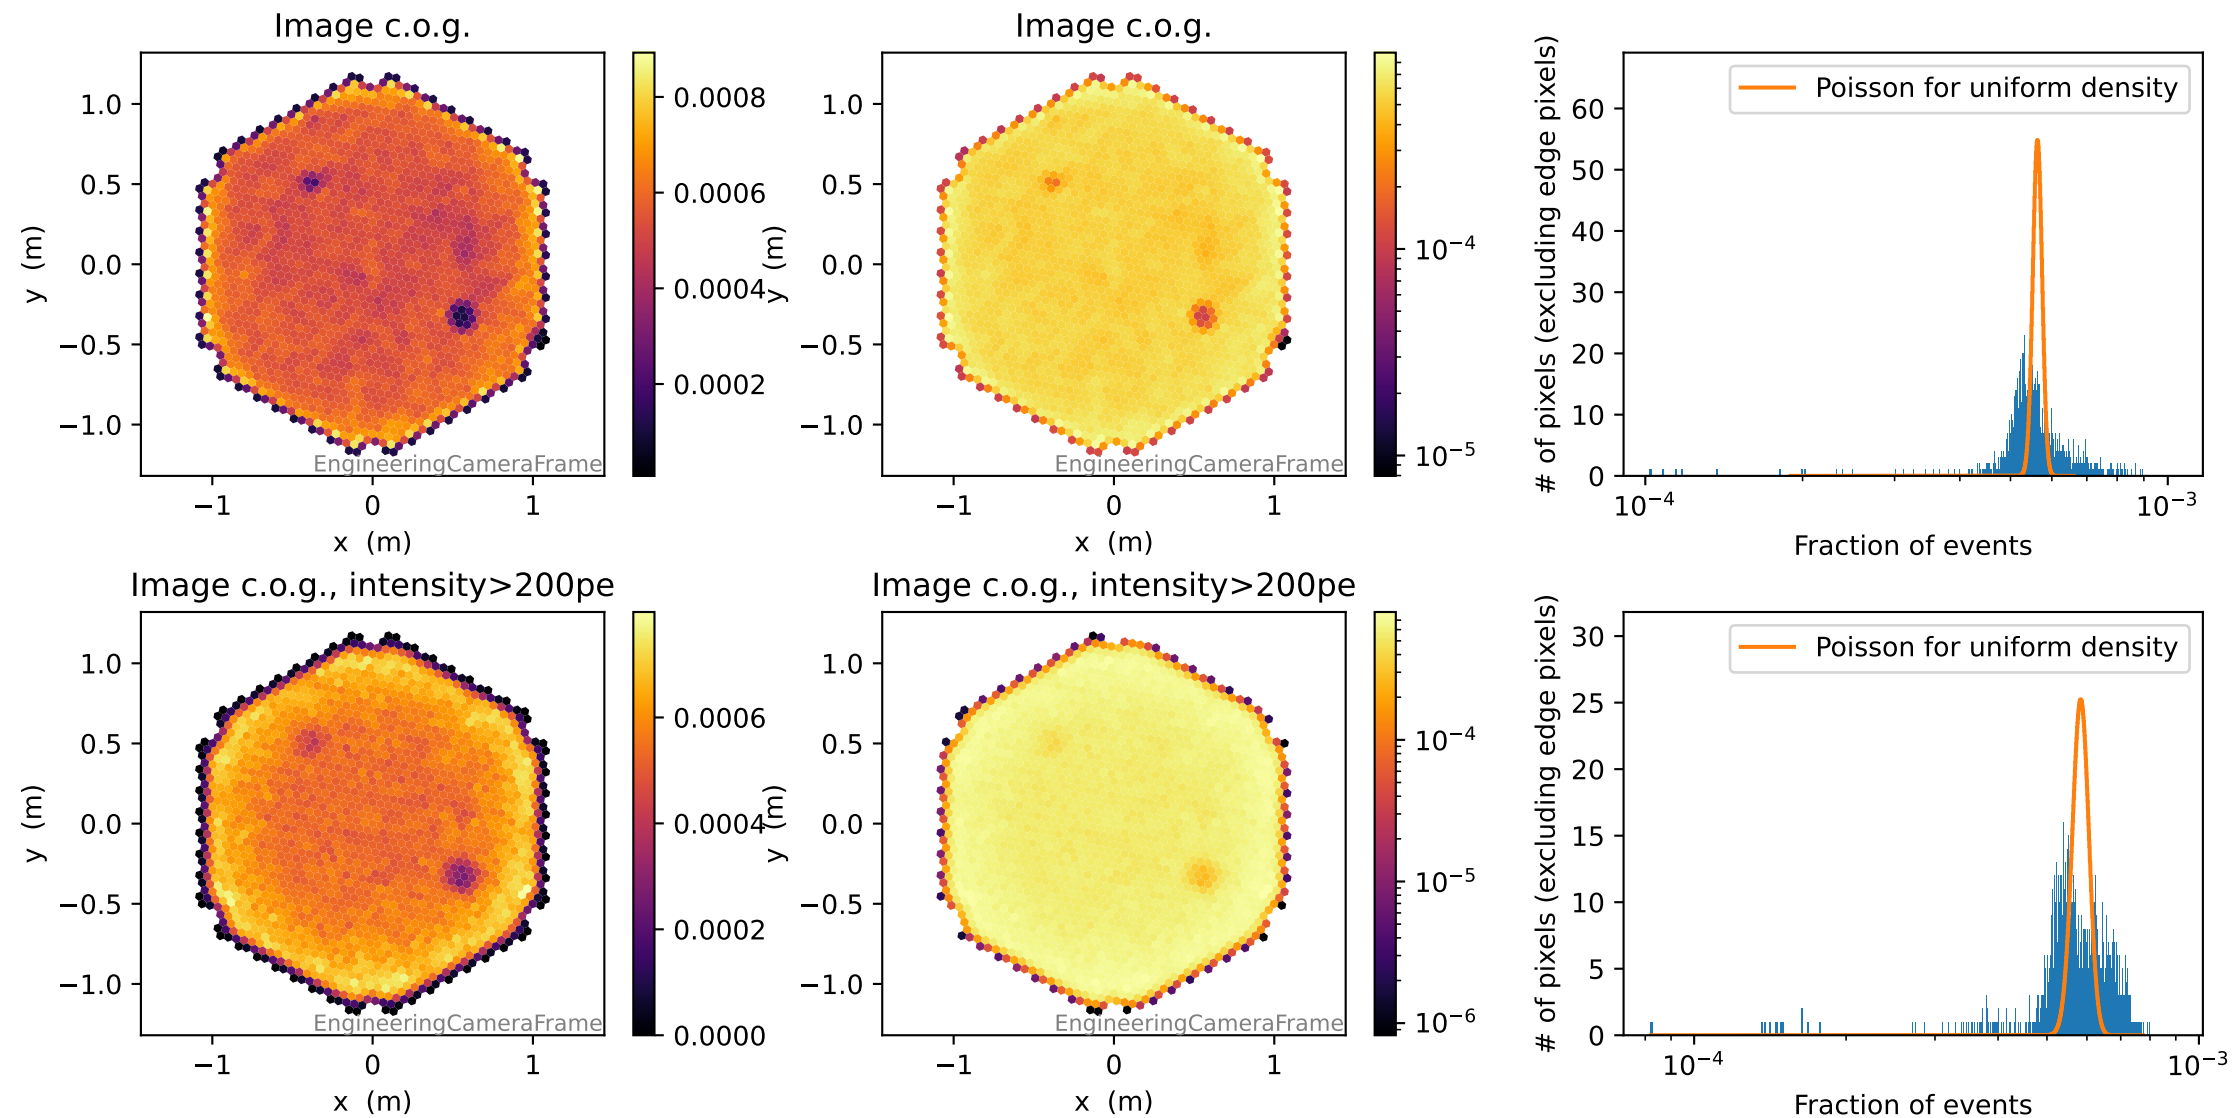 Image c.o.g.
1.0
0.5
0.0
−0.5
−1.0
y (m)
−1 0 1
x (m)
EngineeringCameraFrame
0.0008
0.0006
0.0004
0.0002
Image c.o.g.
1.0
0.5
0.0
−0.5
−1.0
y (m)
−1 0 1
x (m)
EngineeringCameraFrame
10⁻⁴
10⁻⁵
Poisson for uniform density
# of pixels (excluding edge pixels)
60
50
40
30
20
10
0
10⁻⁴ 10⁻³
Fraction of events
Image c.o.g., intensity>200pe
1.0
0.5
0.0
−0.5
−1.0
y (m)
−1 0 1
x (m)
EngineeringCameraFrame
0.0006
0.0004
0.0002
0.0000
Image c.o.g., intensity>200pe
1.0
0.5
0.0
−0.5
−1.0
y (m)
−1 0 1
x (m)
EngineeringCameraFrame
10⁻⁴
10⁻⁵
10⁻⁶
Poisson for uniform density
# of pixels (excluding edge pixels)
30
25
20
15
10
5
0
10⁻⁴ 10⁻³
Fraction of events